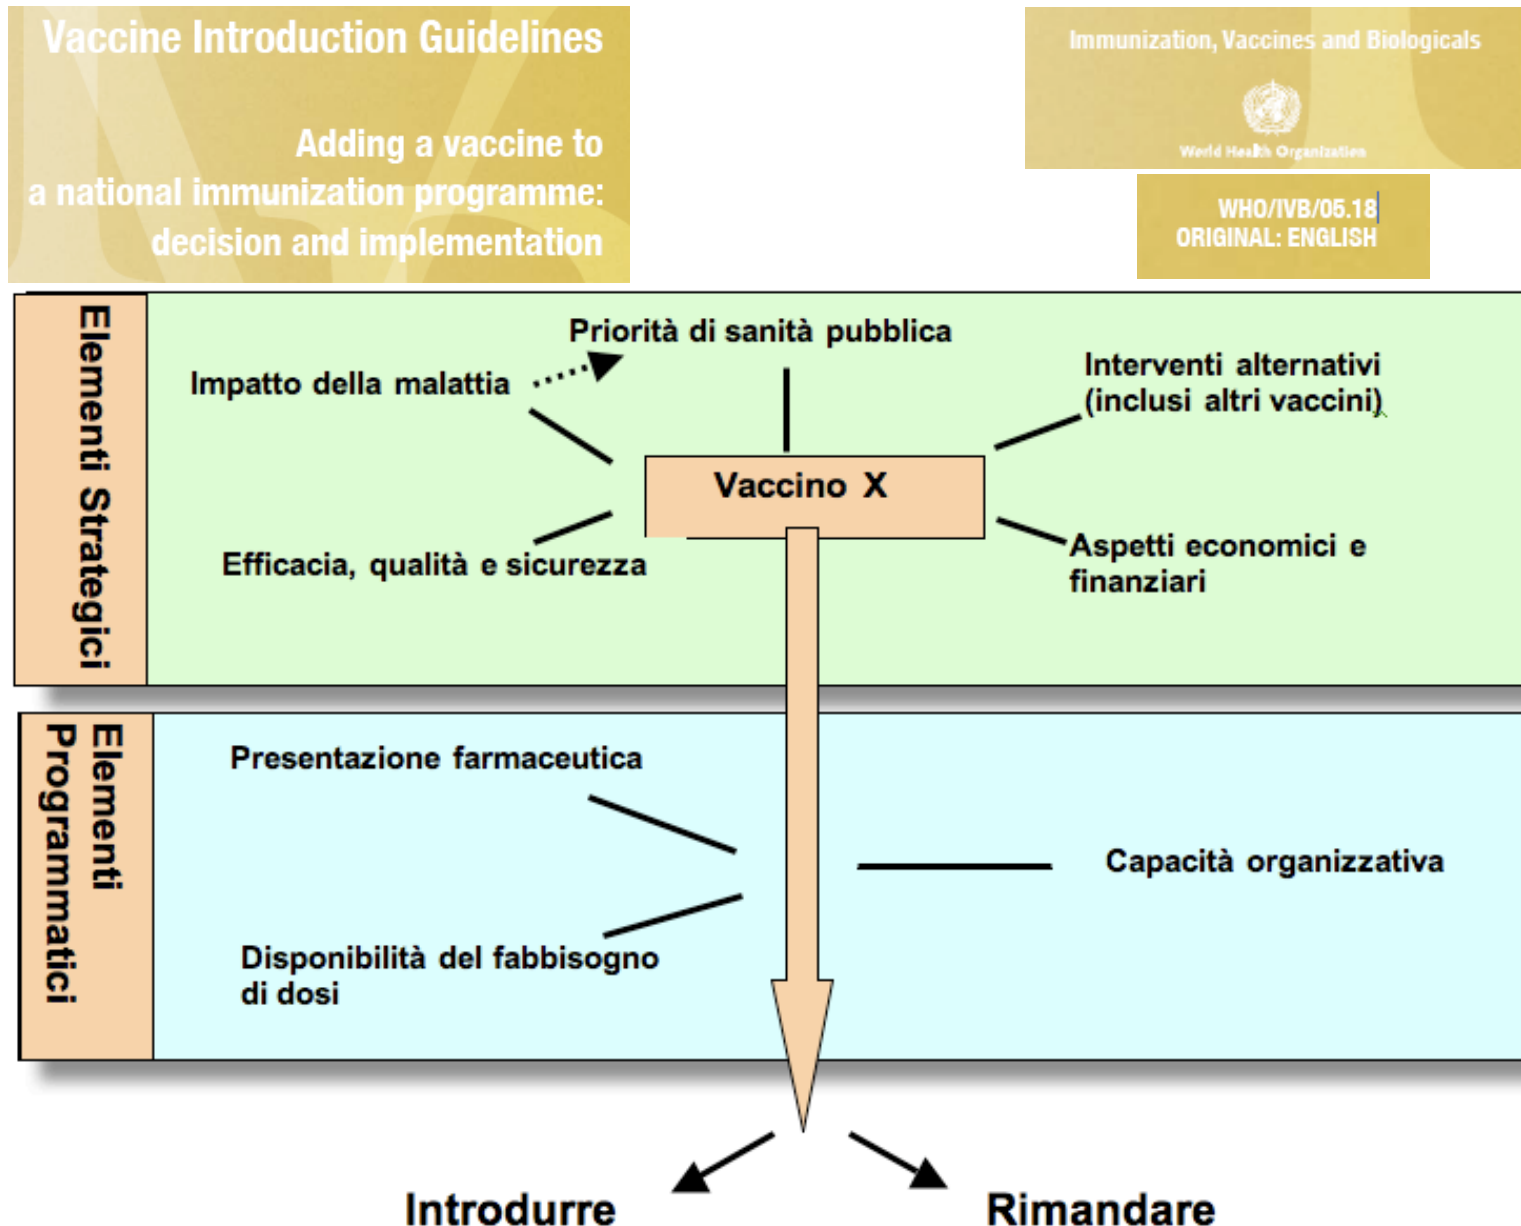 Vaccine Introduction Guidelines
Adding a vaccine to
a national immunization programme:
decision and implementation
Immunization, Vaccines and Biologicals
World Health Organization
WHO/IVB/05.18
ORIGINAL: ENGLISH
Elementi Strategici
Priorità di sanità pubblica
Impatto della malattia
Interventi alternativi
(inclusi altri vaccini)
Vaccino X
Efficacia, qualità e sicurezza
Aspetti economici e
finanziari
Elementi
Programmatici
Presentazione farmaceutica
Capacità organizzativa
Disponibilità del fabbisogno
di dosi
Introdurre
Rimandare